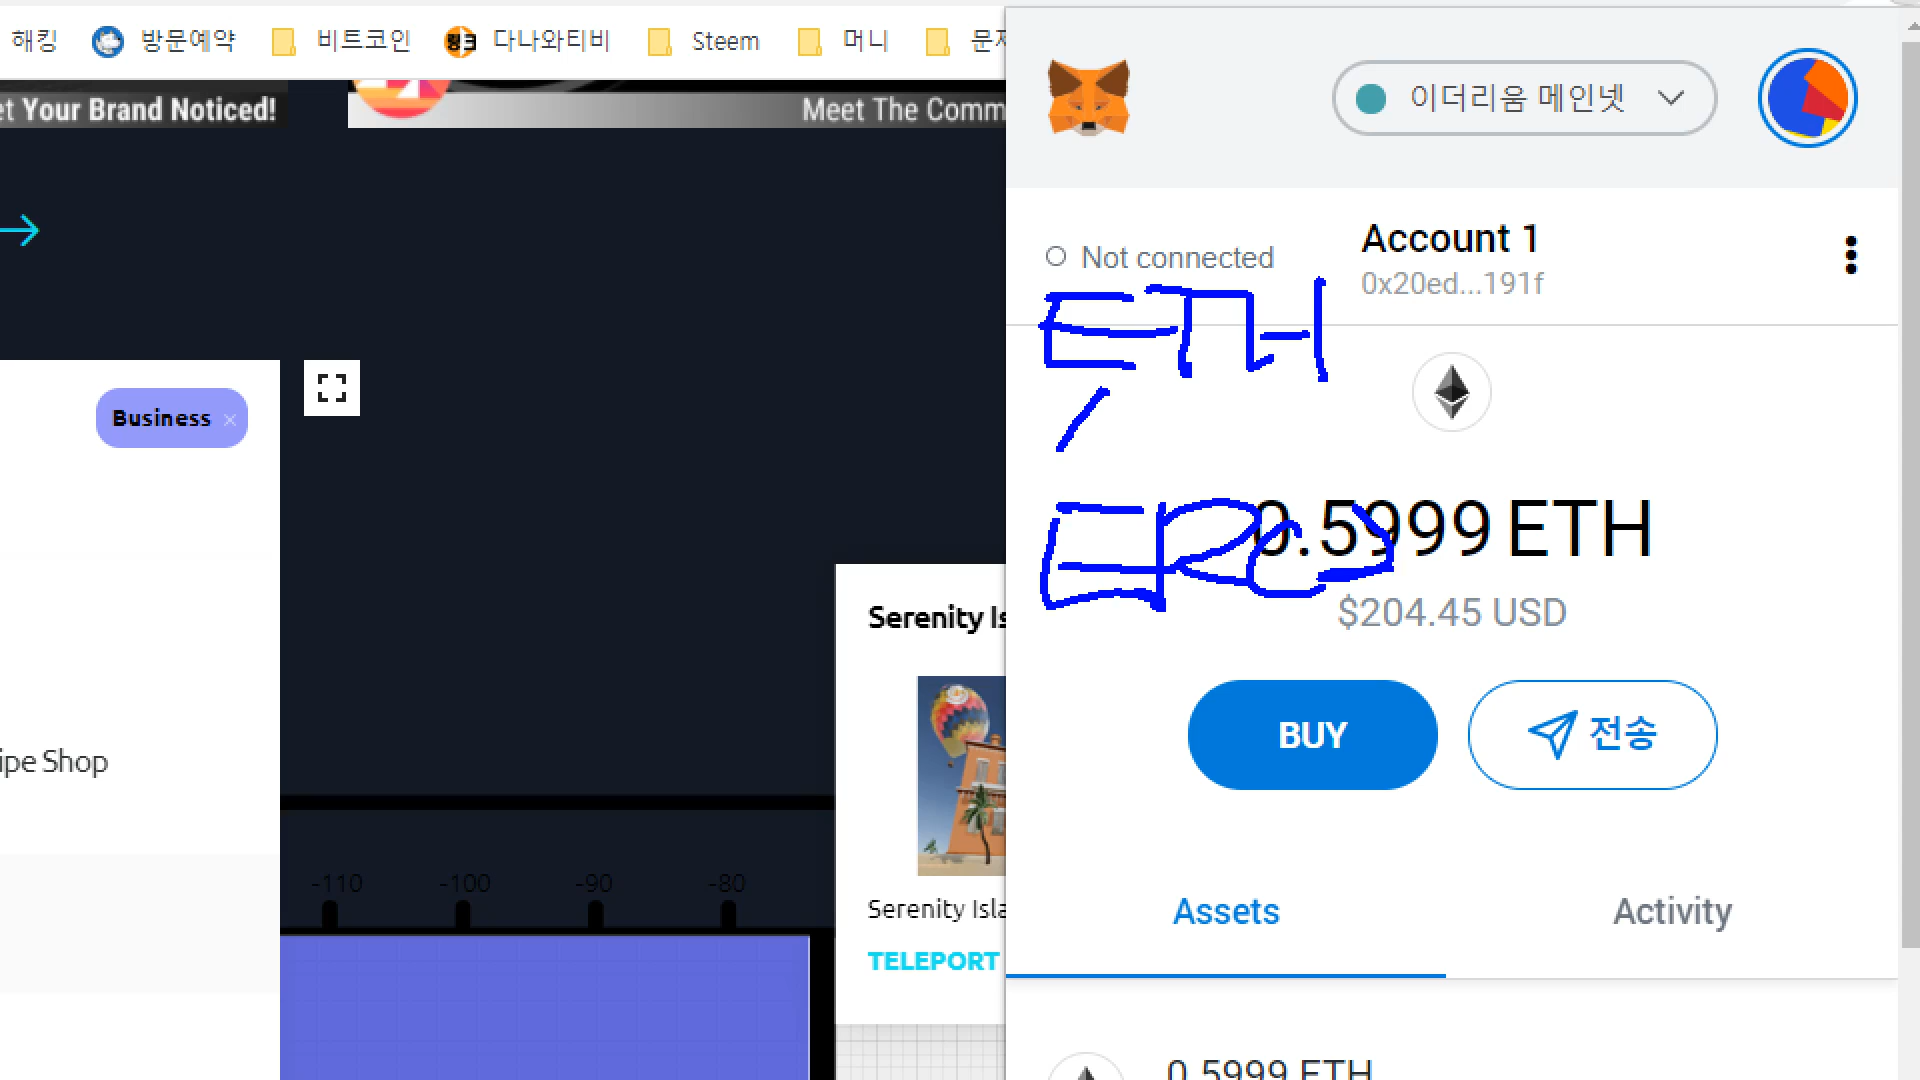 해킹 방문예약 비트코인 다나와티비 Steem 머니
et Your Brand Noticed!
Meet The Comm
이더리움 메인넷
Not connected
Account 1
0x20ed...191f
ETH
/
ERC
Business ×
0.5999 ETH
$204.45 USD
Serenity Is
BUY
전송
ipe Shop
-110 -100 -90 -80
Serenity Isla
TELEPORT
Assets
Activity
0.5999 ETH